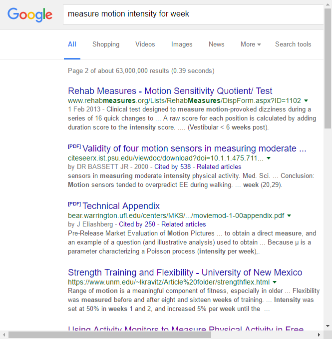 Google
measure motion intensity for week
All Shopping Videos Images News More Search tools
Page 2 of about 63,000,000 results (0.39 seconds)
Rehab Measures - Motion Sensitivity Quotient/ Test
www.rehabmeasures.org/Lists/RehabMeasures/DispForm.aspx?ID=1102
1 Feb 2013 - Clinical test designed to measure motion-provoked dizziness during a
series of 16 quick changes to ... A raw score for each position is calculated by adding
duration score to the intensity score. ... (Vestibular < 6 weeks post).
[PDF] Validity of four motion sensors in measuring moderate ...
citeseerx.ist.psu.edu/viewdoc/download?doi=10.1.1.475.711...
by DR BASSETT JR - 2000 - Cited by 538 - Related articles
sensors in measuring moderate intensity physical activity. Med. Sci. ... Conclusion:
Motion sensors tended to overpredict EE during walking. ... week (20,29).
[PDF] Technical Appendix
bear.warrington.ufl.edu/centers/MKS/.../moviemod-1-00appendix.pdf
by J Eliashberg - Cited by 250 - Related articles
Pre-Release Market Evaluation of Motion Pictures ... to obtain a direct measure, and
an example of a question (and illustrative analysis) used to obtain ... Because μ is a
parameter characterizing a Poisson process (intensity per week),.
Strength Training and Flexibility - University of New Mexico
https://www.unm.edu/~lkravitz/Article%20folder/strengthflex.html
Range of motion is a meaningful component of fitness, especially in older.... Flexibility
was measured before and after eight and sixteen weeks of training. ... Intensity was
set at 50% in weeks 1 and 2, and increased 5% per week until the ...
Using Activity Monitors to Measure Physical Activity in Free